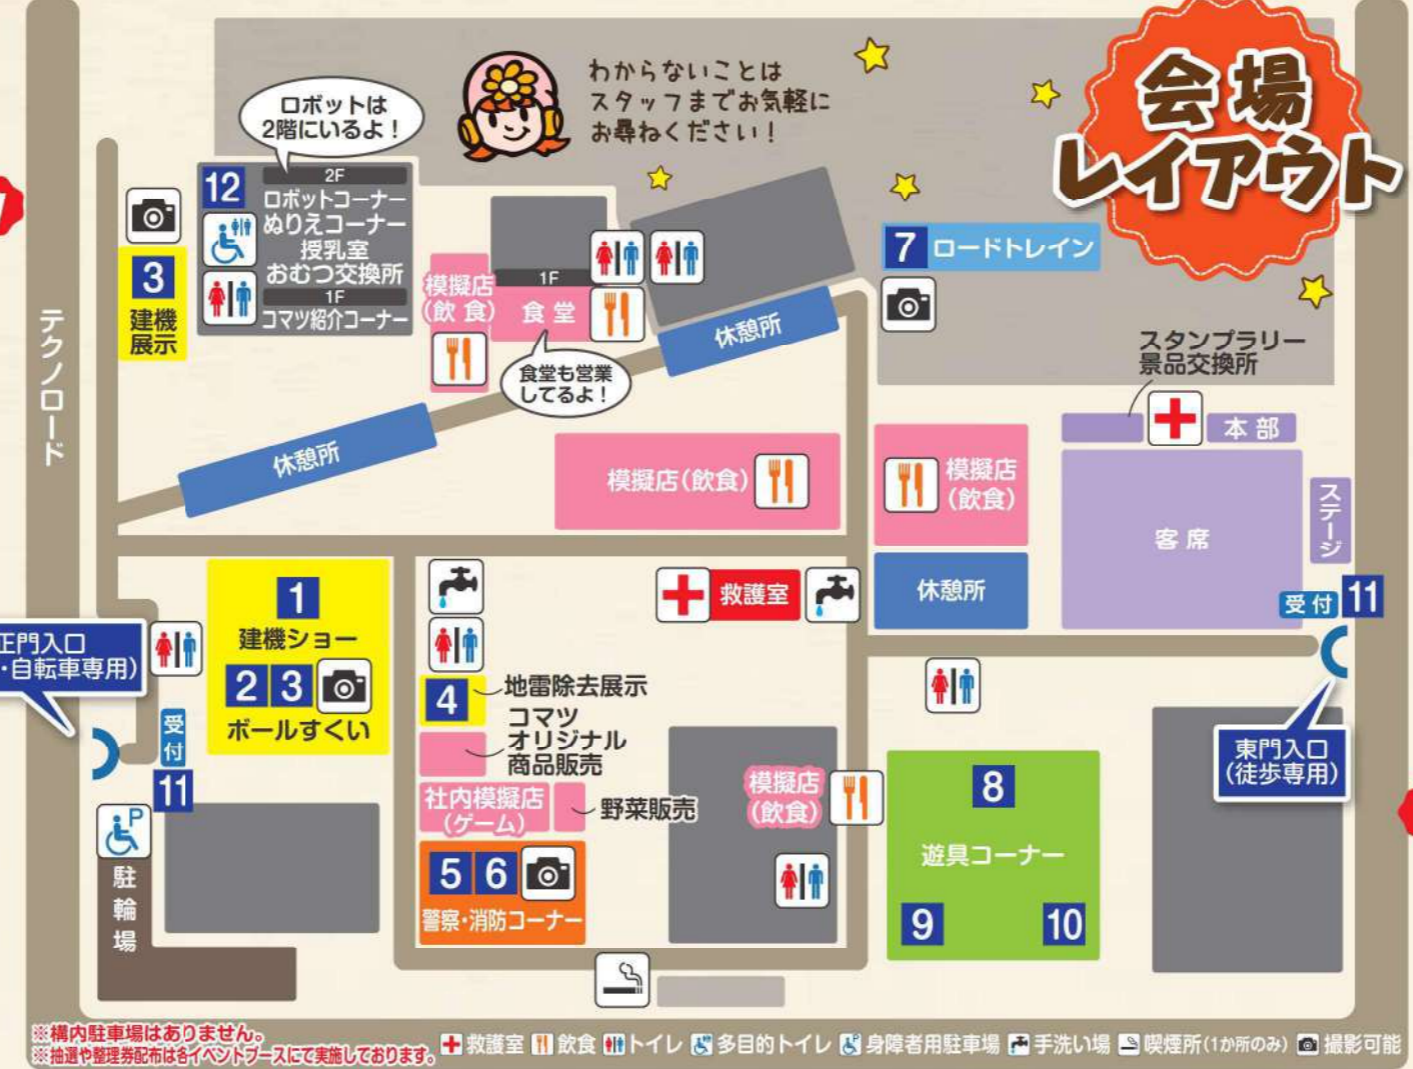 会場
レイアウト
わからないことは
スタッフまでお気軽に
お尋ねください！
ロボットは
2階にいるよ！
12
2F
ロボットコーナー
ぬりえコーナー
授乳室
おむつ交換所
1F
コマツ紹介コーナー
3
建機
展示
テクノロード
模擬店
(飲食)
1F
食堂
食堂も営業
してるよ！
休憩所
休憩所
7 ロードトレイン
スタンプラリー
景品交換所
本部
模擬店(飲食)
模擬店
(飲食)
客席
ステージ
休憩所
救護室
受付 11
1
建機ショー
2 3
ボールすくい
正門入口
・自転車専用)
受付
11
4
地雷除去展示
コマツ
オリジナル
商品販売
社内模擬店
(ゲーム)
野菜販売
5 6
警察・消防コーナー
模擬店
(飲食)
8
遊具コーナー
9
10
東門入口
(徒歩専用)
P
駐輪場
※構内駐車場はありません。
※抽選や整理券配布は各イベントブースにて実施しております。
救護室 飲食 トイレ 多目的トイレ 身障者用駐車場 手洗い場 喫煙所(1か所のみ) 撮影可能